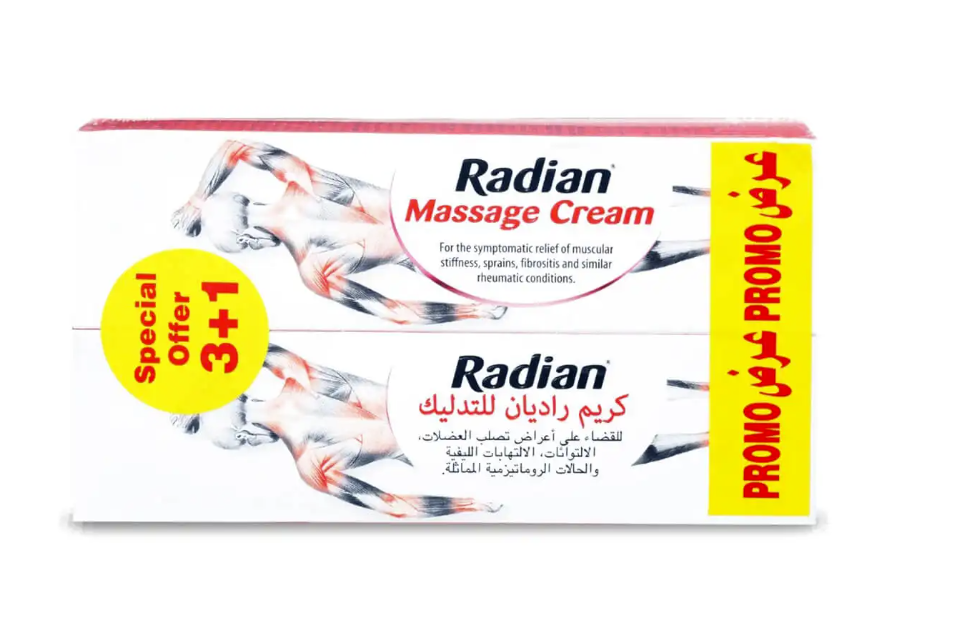 Radian®
Massage Cream
For the symptomatic relief of muscular
stiffness, sprains, fibrositis and similar
rheumatic conditions.
Special
Offer
3+1
Radian®
كريم راديان للتدليك
للقضاء على أعراض تصلب العضلات،
الالتواثات، الالتهابات الليفية
والحالات الروماتيزمية المماثلة.
PROMO عرض PROMO عرض